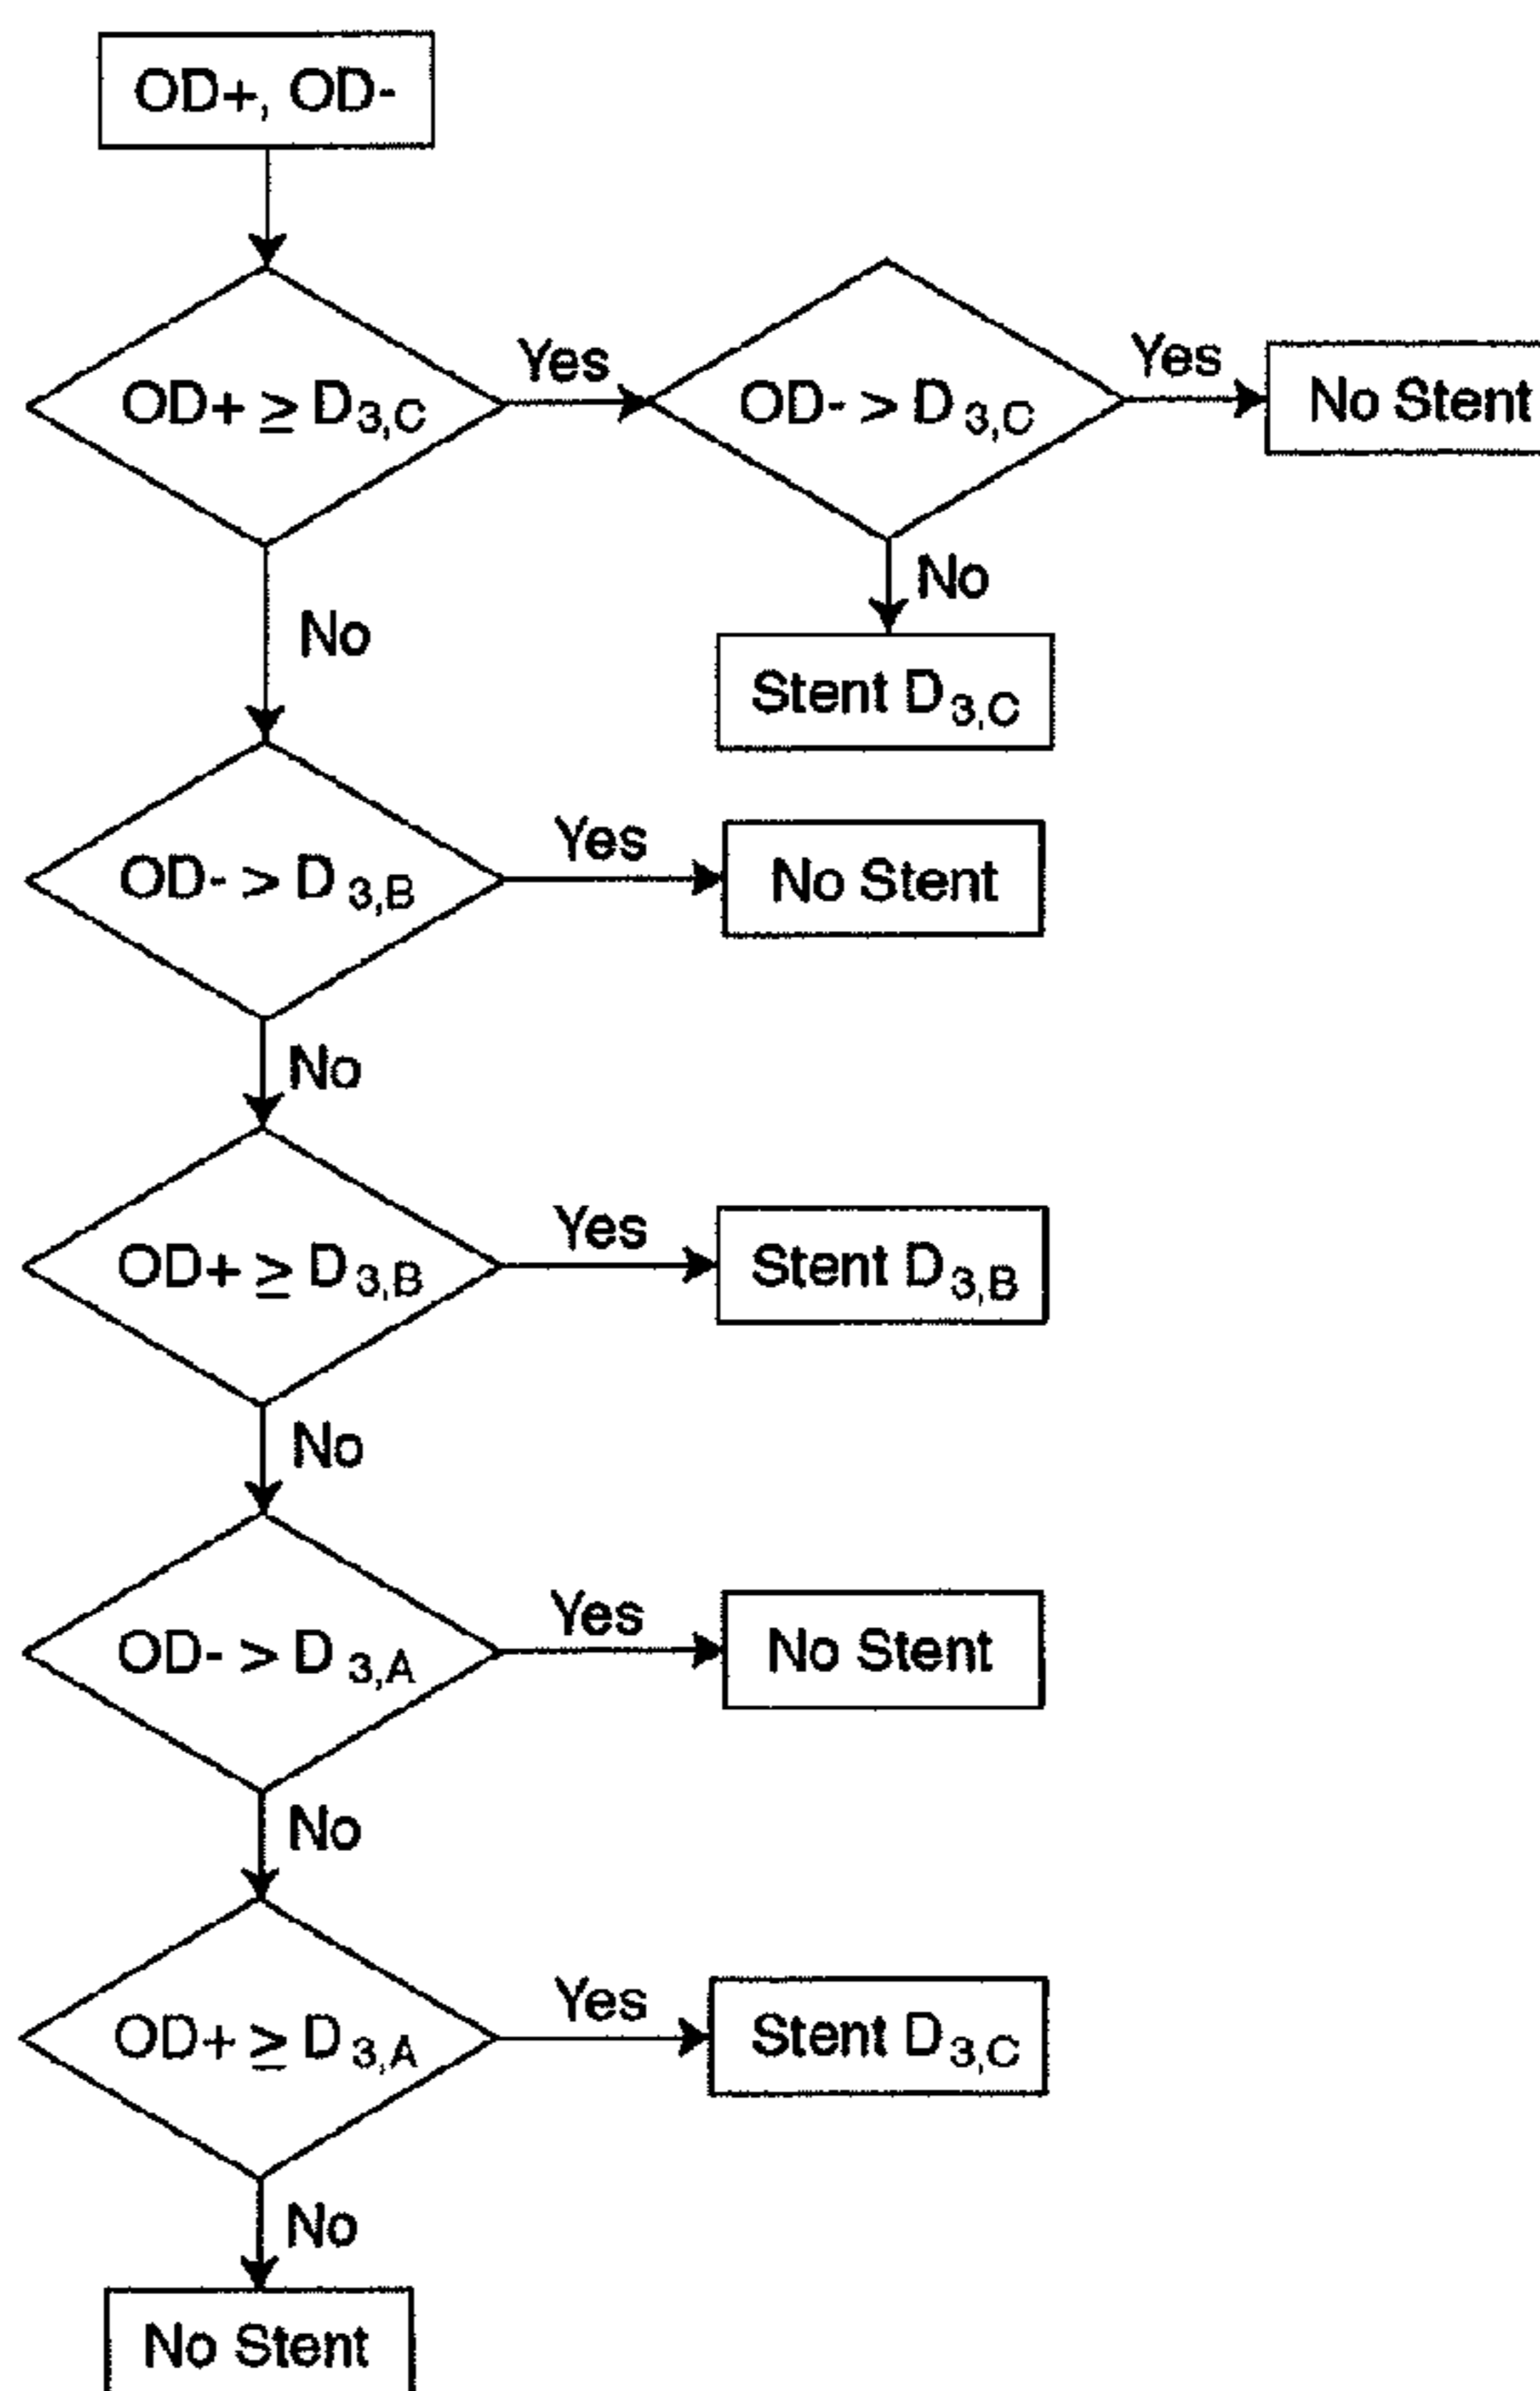 OD+, OD-
OD+ ≥ D3,C
Yes
OD- > D3,C
Yes
No Stent
No
Stent D3,C
No
OD- > D3,B
Yes
No Stent
No
OD+ ≥ D3,B
Yes
Stent D3,B
No
OD- > D3,A
Yes
No Stent
No
OD+ ≥ D3,A
Yes
Stent D3,C
No
No Stent